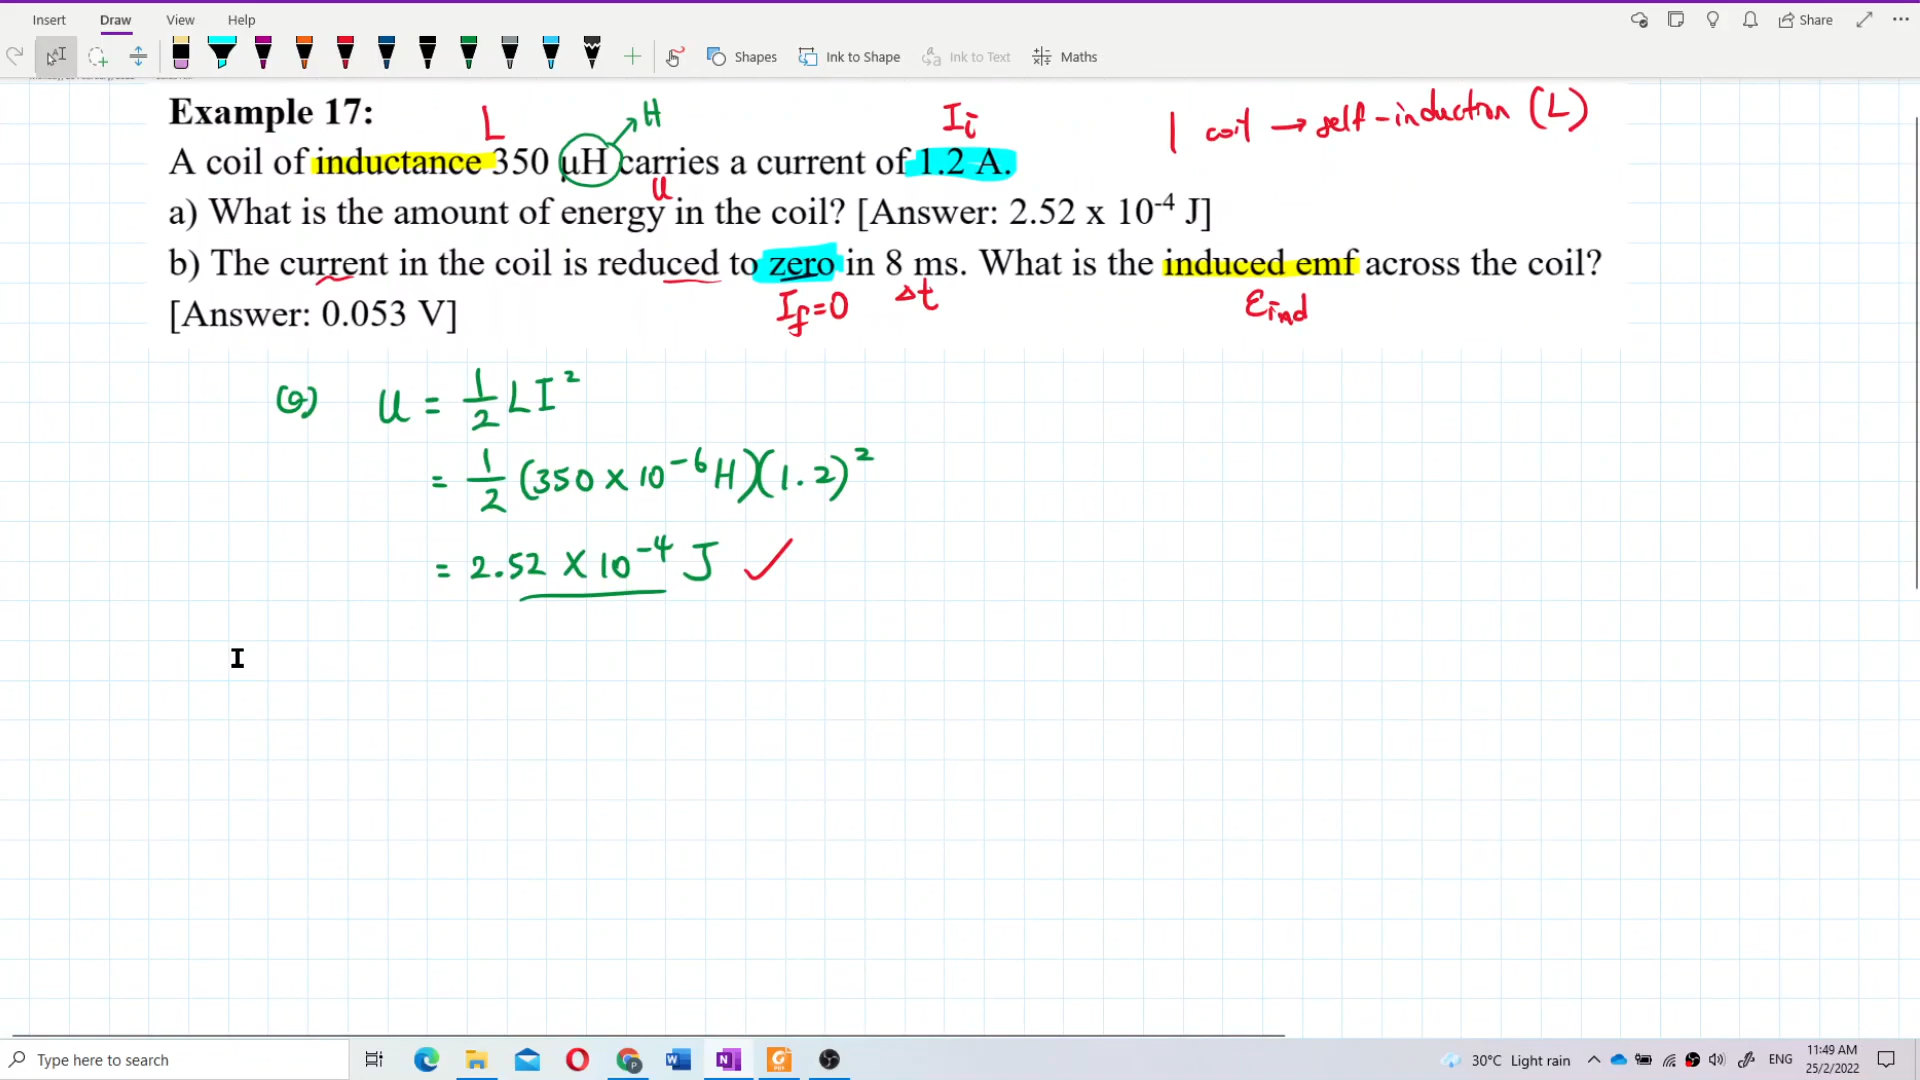 Insert Draw View Help
Share
Shapes Ink to Shape Ink to Text Maths
Example 17:
L
H
I_i
1 coil → self-induction (L)
A coil of inductance 350 μH carries a current of 1.2 A.
U
a) What is the amount of energy in the coil? [Answer: 2.52 x 10⁻⁴ J]
b) The current in the coil is reduced to zero in 8 ms. What is the induced emf across the coil?
I_f=0
Δt
ε_ind
[Answer: 0.053 V]
(a) U = 1/2 LI²
= 1/2 (350 × 10⁻⁶ H)(1.2)²
= 2.52 × 10⁻⁴ J ✓
Type here to search
30°C Light rain
ENG
11:49 AM
25/2/2022